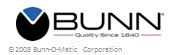 BUNN
Quality Since 1840
©2008 Bunn-O-Matic Corporation